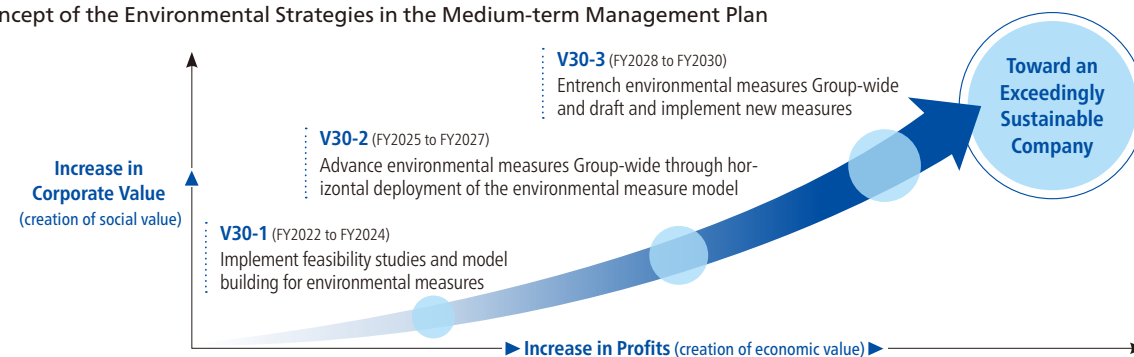 ncept of the Environmental Strategies in the Medium-term Management Plan
V30-3 (FY2028 to FY2030)
Entrench environmental measures Group-wide
and draft and implement new measures
Toward an
Exceedingly
Sustainable
Company
V30-2 (FY2025 to FY2027)
Advance environmental measures Group-wide through hor-
izontal deployment of the environmental measure model
Increase in
Corporate Value
(creation of social value)
V30-1 (FY2022 to FY2024)
Implement feasibility studies and model
building for environmental measures
Increase in Profits (creation of economic value)